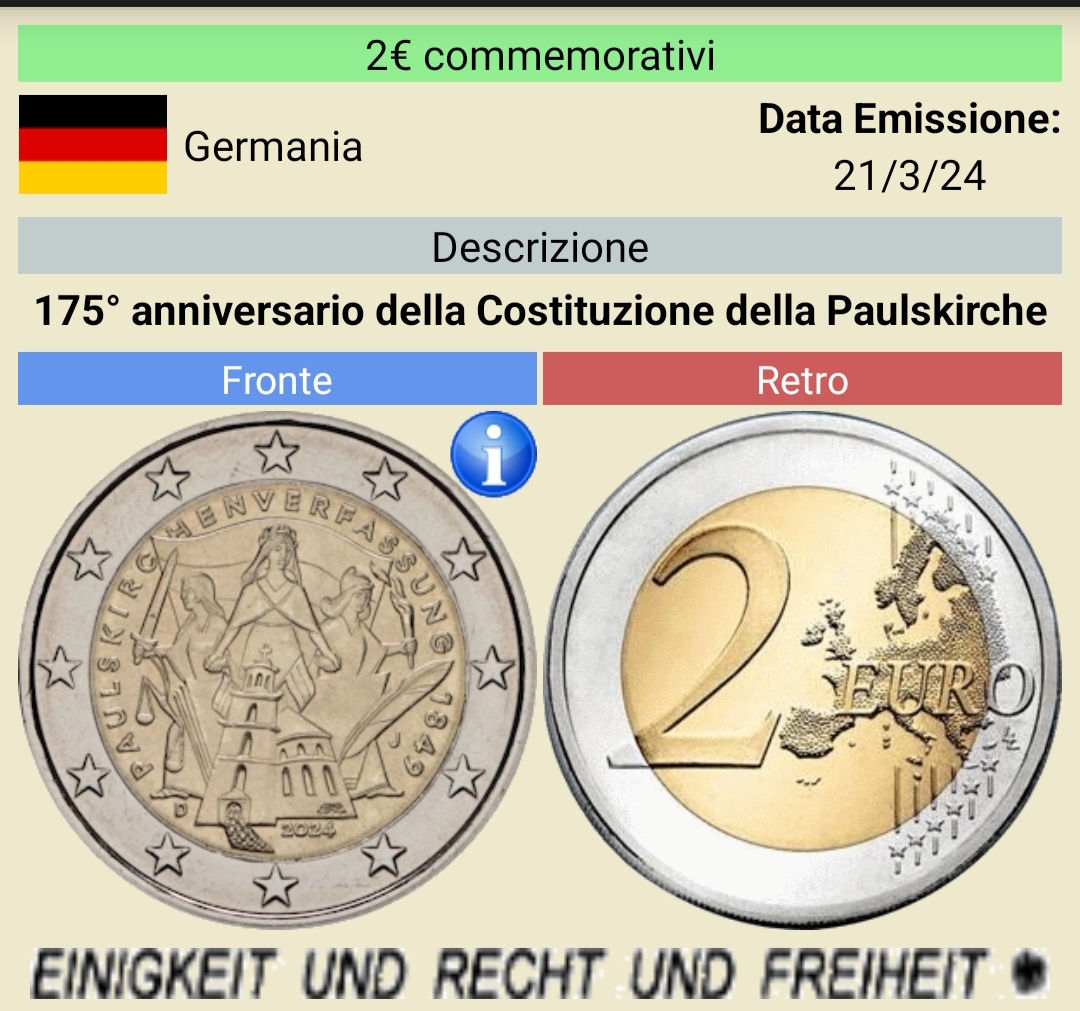 2€ commemorativi
Germania
Data Emissione:
21/3/24
Descrizione
175° anniversario della Costituzione della Paulskirche
Fronte
Retro
i
PAULSKIRCHENVERFASSUNG 1849
J
D
2024
2
EURO
EINIGKEIT UND RECHT UND FREIHEIT